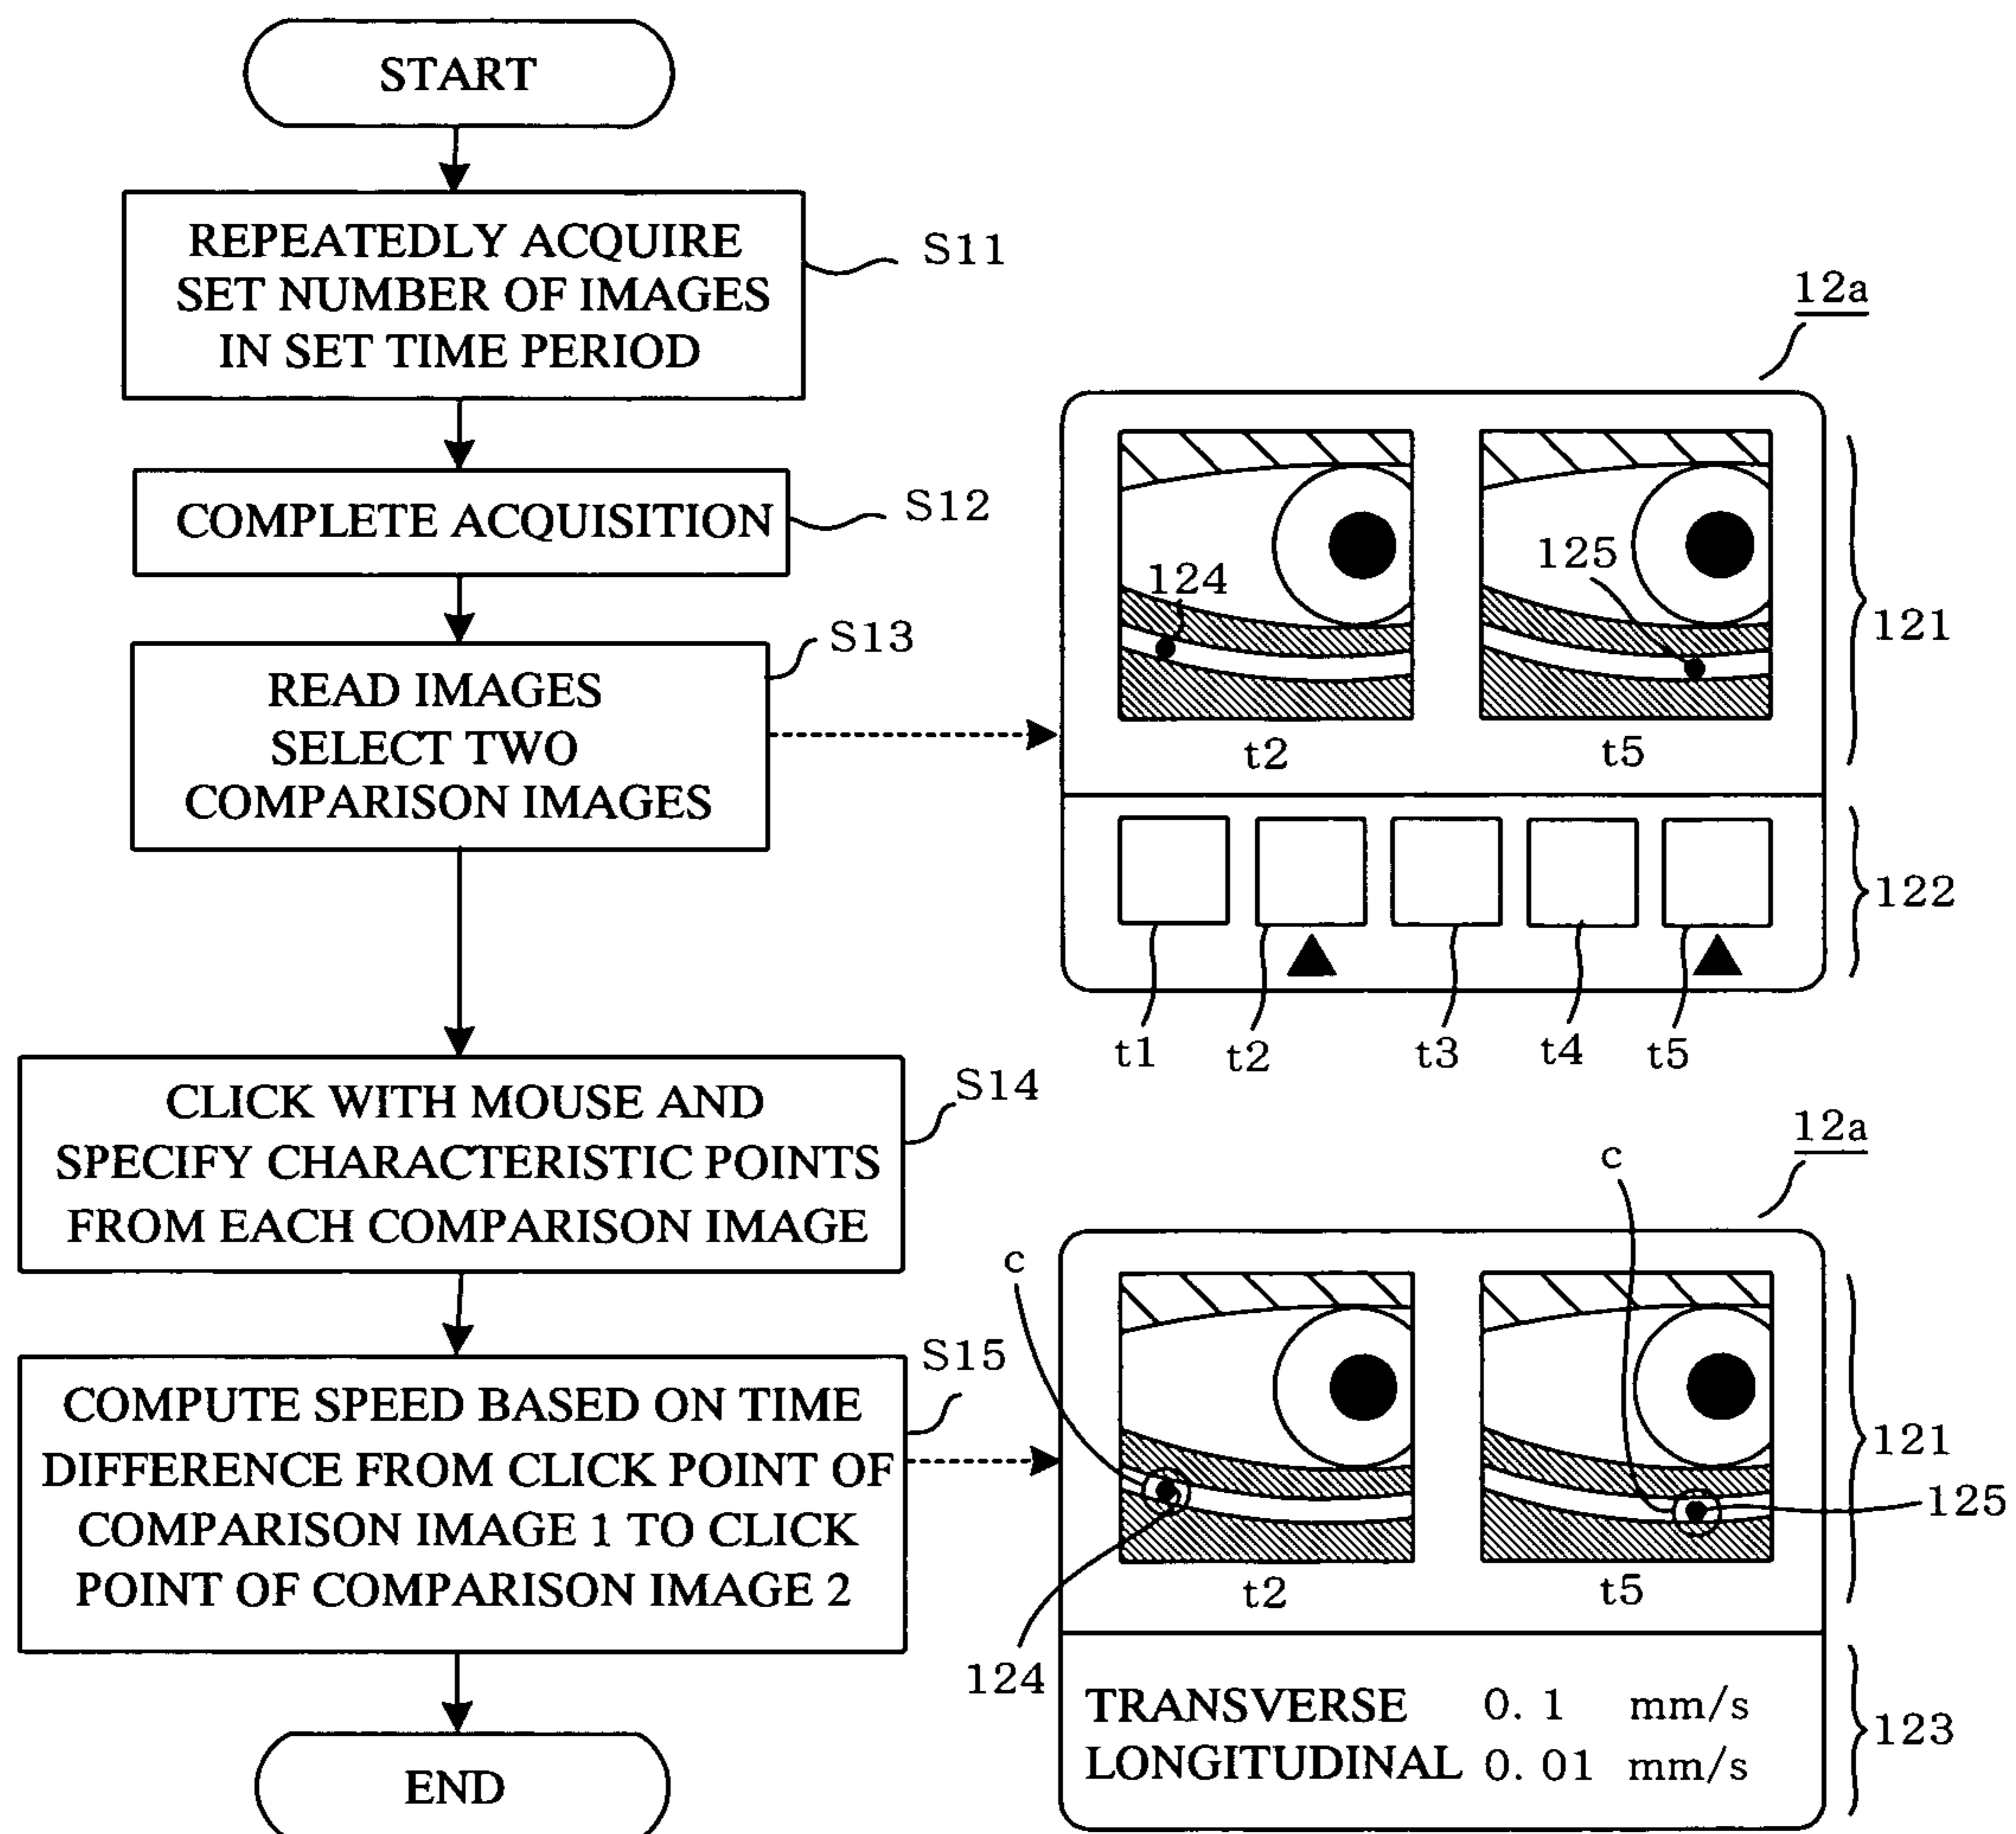 START
REPEATEDLY ACQUIRE
SET NUMBER OF IMAGES
IN SET TIME PERIOD
S11
COMPLETE ACQUISITION
S12
READ IMAGES
SELECT TWO
COMPARISON IMAGES
S13
12a
124
125
t2
t5
121
t1
t2
t3
t4
t5
122
CLICK WITH MOUSE AND
SPECIFY CHARACTERISTIC POINTS
FROM EACH COMPARISON IMAGE
S14
COMPUTE SPEED BASED ON TIME
DIFFERENCE FROM CLICK POINT OF
COMPARISON IMAGE 1 TO CLICK
POINT OF COMPARISON IMAGE 2
S15
12a
c
c
121
125
t2
t5
124
TRANSVERSE 0. 1 mm/s
LONGITUDINAL 0. 01 mm/s
123
END